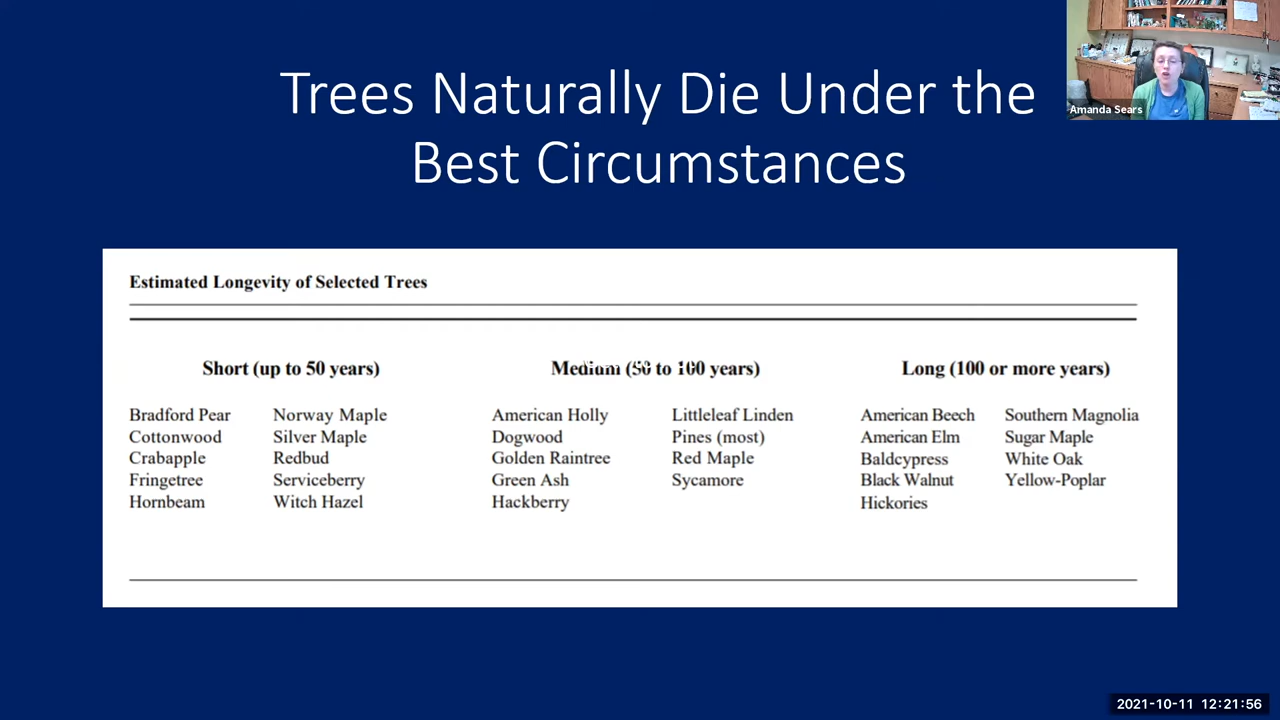 Trees Naturally Die Under the
Best Circumstances
Amanda Sears
Estimated Longevity of Selected Trees
Short (up to 50 years)
Bradford Pear Norway Maple
Cottonwood Silver Maple
Crabapple Redbud
Fringetree Serviceberry
Hornbeam Witch Hazel
Medium (50 to 100 years)
American Holly Littleleaf Linden
Dogwood Pines (most)
Golden Raintree Red Maple
Green Ash Sycamore
Hackberry
Long (100 or more years)
American Beech Southern Magnolia
American Elm Sugar Maple
Baldcypress White Oak
Black Walnut Yellow-Poplar
Hickories
2021-10-11 12:21:56